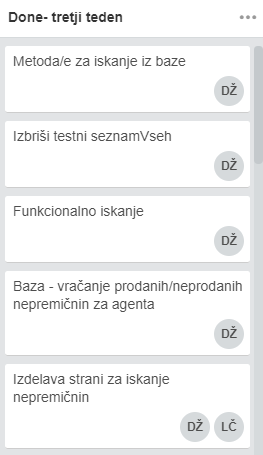 Done- tretji teden
Metoda/e za iskanje iz baze
DŽ
Izbriši testni seznamVseh
DŽ
Funkcionalno iskanje
DŽ
Baza - vračanje prodanih/neprodanih
nepremičnin za agenta
DŽ
Izdelava strani za iskanje
nepremičnin
DŽ LČ